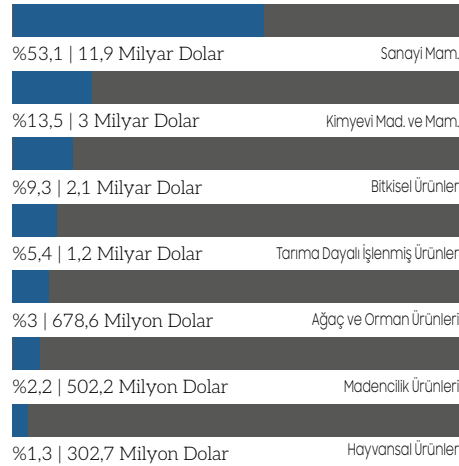 %53,1 | 11,9 Milyar Dolar Sanayi Mam.
%13,5 | 3 Milyar Dolar Kimyevi Mad. ve Mam.
%9,3 | 2,1 Milyar Dolar Bitkisel Ürünler
%5,4 | 1,2 Milyar Dolar Tarıma Dayalı İşlenmiş Ürünler
%3 | 678,6 Milyon Dolar Ağaç ve Orman Ürünleri
%2,2 | 502,2 Milyon Dolar Madencilik Ürünleri
%1,3 | 302,7 Milyon Dolar Hayvansal Ürünler